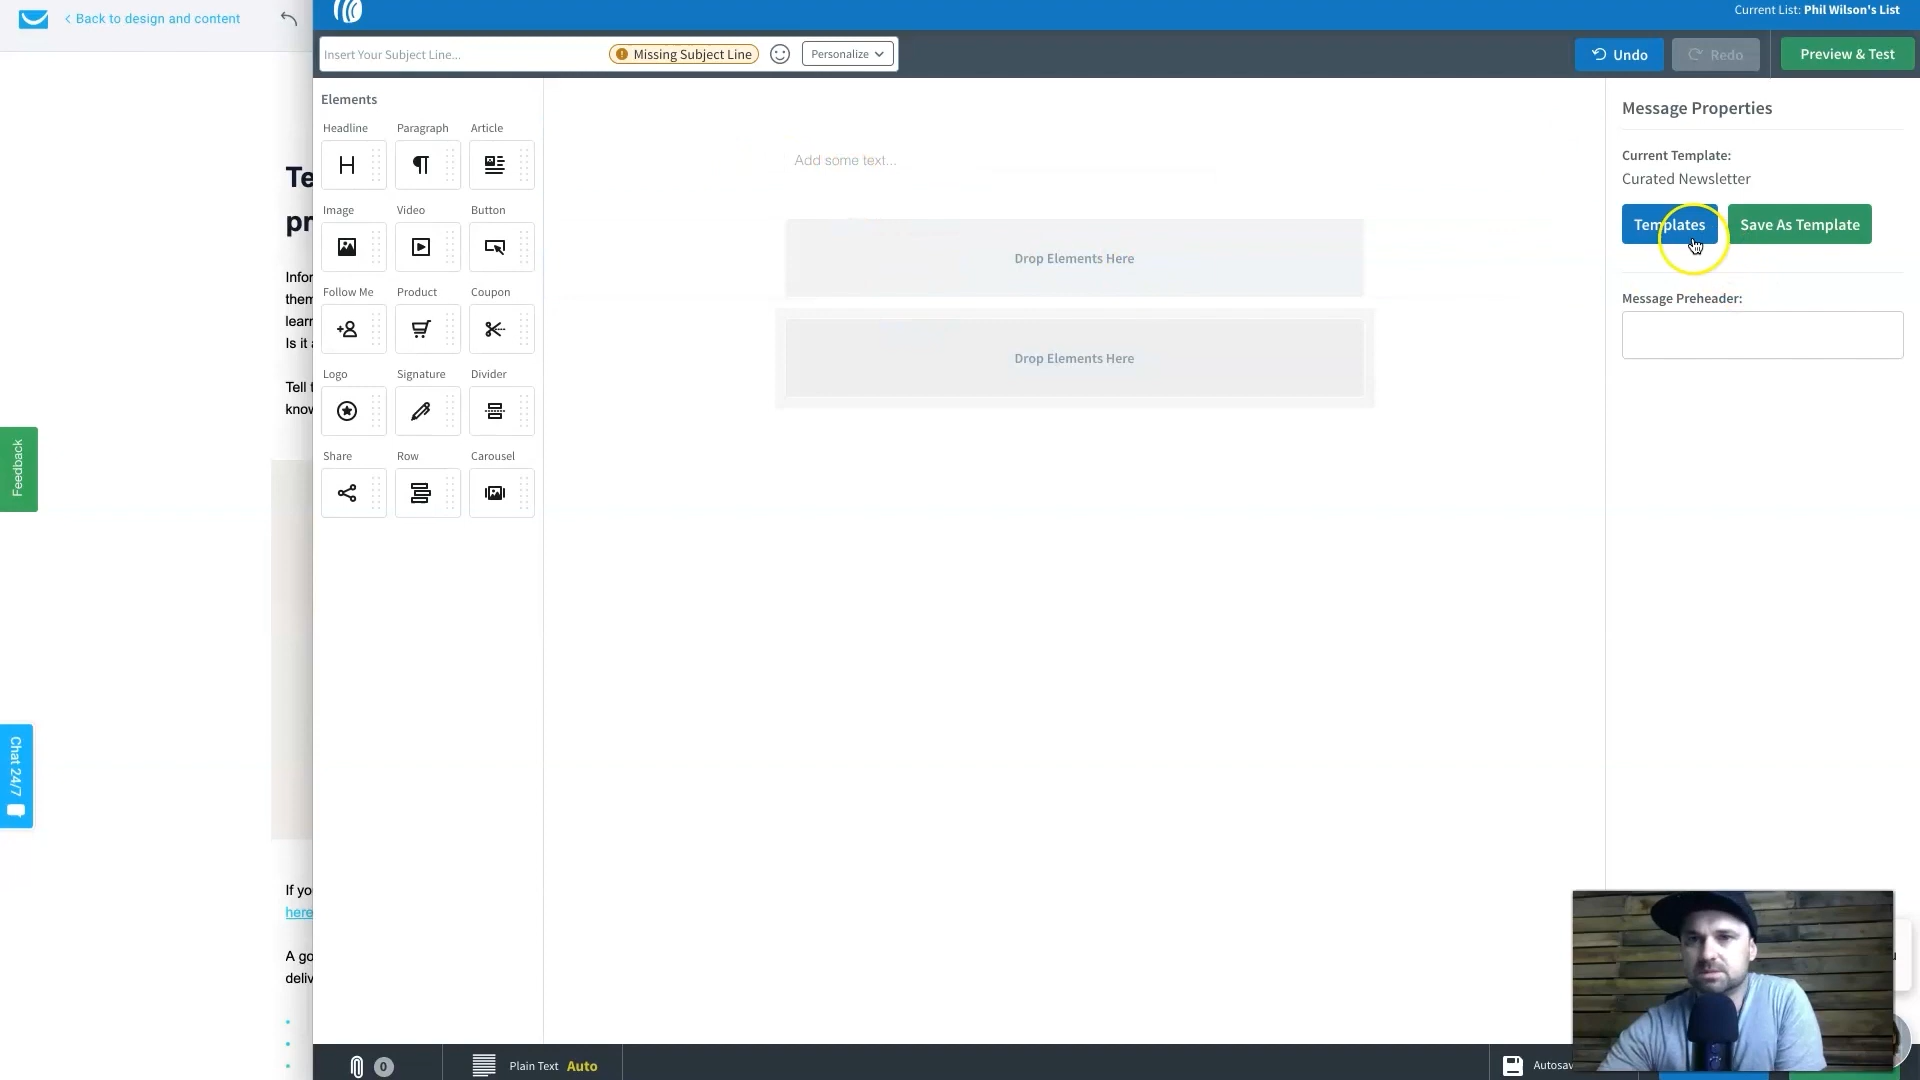 Back to design and content
Current List: Phil Wilson's List
Insert Your Subject Line...
Missing Subject Line
Personalize
Undo
Redo
Preview & Test
Elements
Headline
Paragraph
Article
Image
Video
Button
Follow Me
Product
Coupon
Logo
Signature
Divider
Share
Row
Carousel
Add some text...
Drop Elements Here
Drop Elements Here
Message Properties
Current Template:
Curated Newsletter
Templates
Save As Template
Message Preheader:
Te
pr
Infor
them
learn
Is it a
Tell t
know
Feedback
Chat 24/7
If yo
here
A go
deliv
0
Plain Text
Auto
Autosav